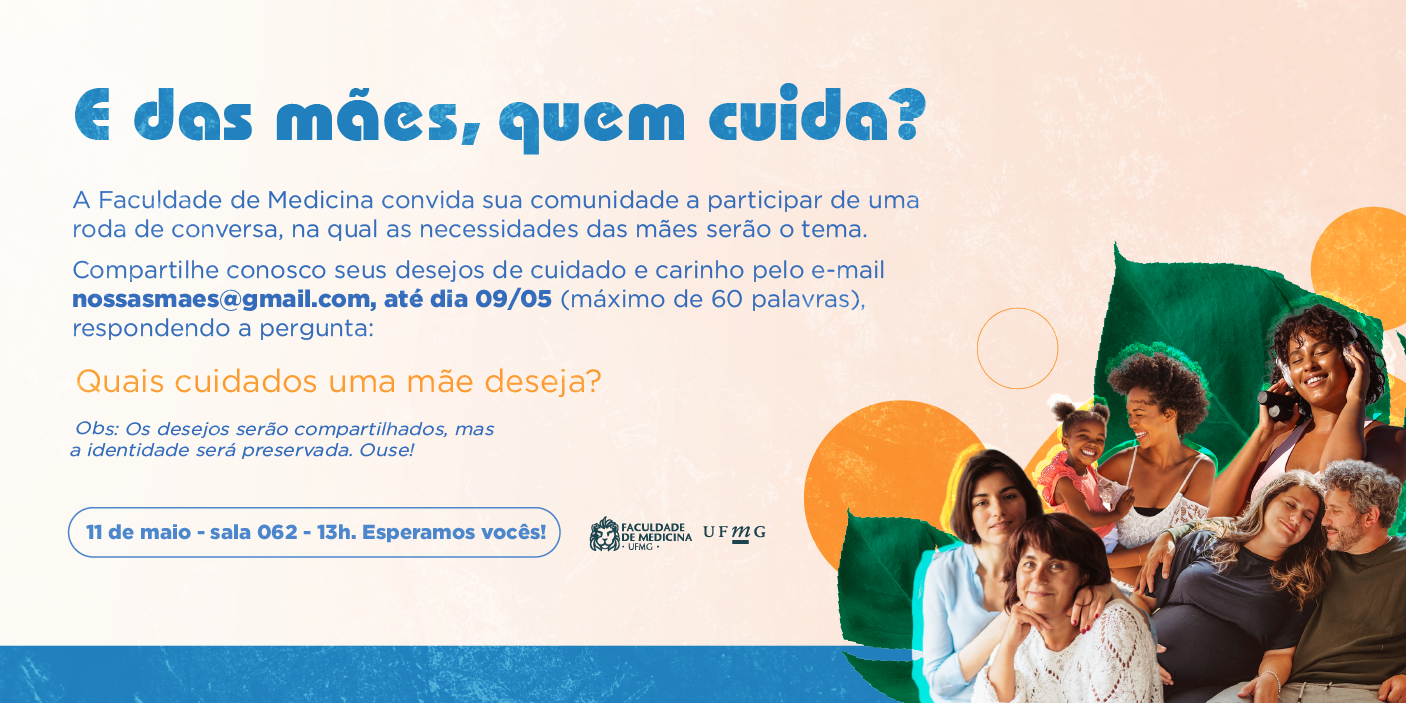 E das mães, quem cuida?
A Faculdade de Medicina convida sua comunidade a participar de uma
roda de conversa, na qual as necessidades das mães serão o tema.
Compartilhe conosco seus desejos de cuidado e carinho pelo e-mail
nossasmaes@gmail.com, até dia 09/05 (máximo de 60 palavras),
respondendo a pergunta:
Quais cuidados uma mãe deseja?
Obs: Os desejos serão compartilhados, mas
a identidade será preservada. Ouse!
11 de maio - sala 062 - 13h. Esperamos vocês!
FACULDADE
DE MEDICINA
• UFMG •
UFmG